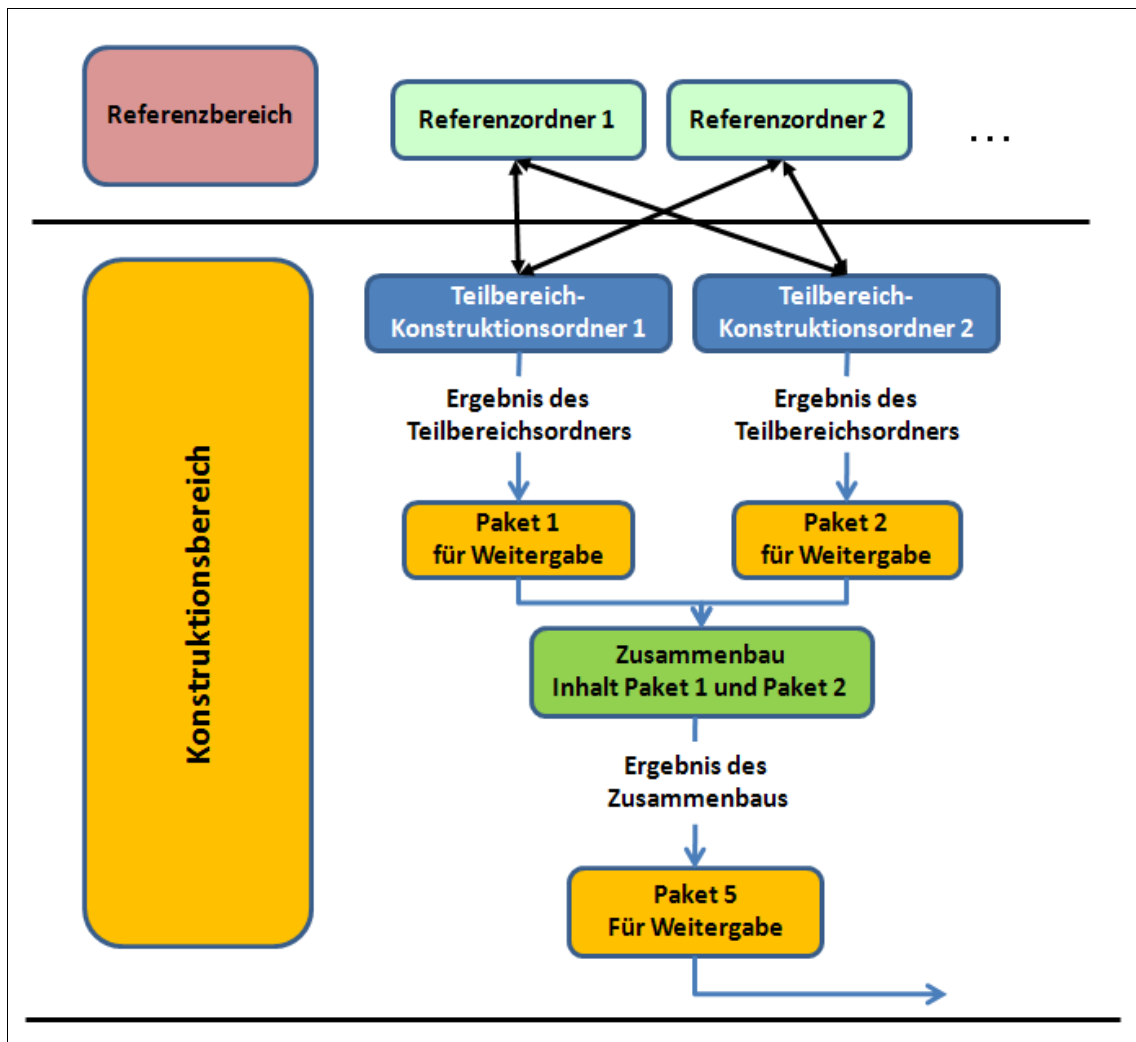 Referenzbereich
Referenzordner 1
Referenzordner 2
...
Konstruktionsbereich
Teilbereich-
Konstruktionsordner 1
Teilbereich-
Konstruktionsordner 2
Ergebnis des
Teilbereichsordners
Ergebnis des
Teilbereichsordners
Paket 1
für Weitergabe
Paket 2
für Weitergabe
Zusammenbau
Inhalt Paket 1 und Paket 2
Ergebnis des
Zusammenbaus
Paket 5
Für Weitergabe